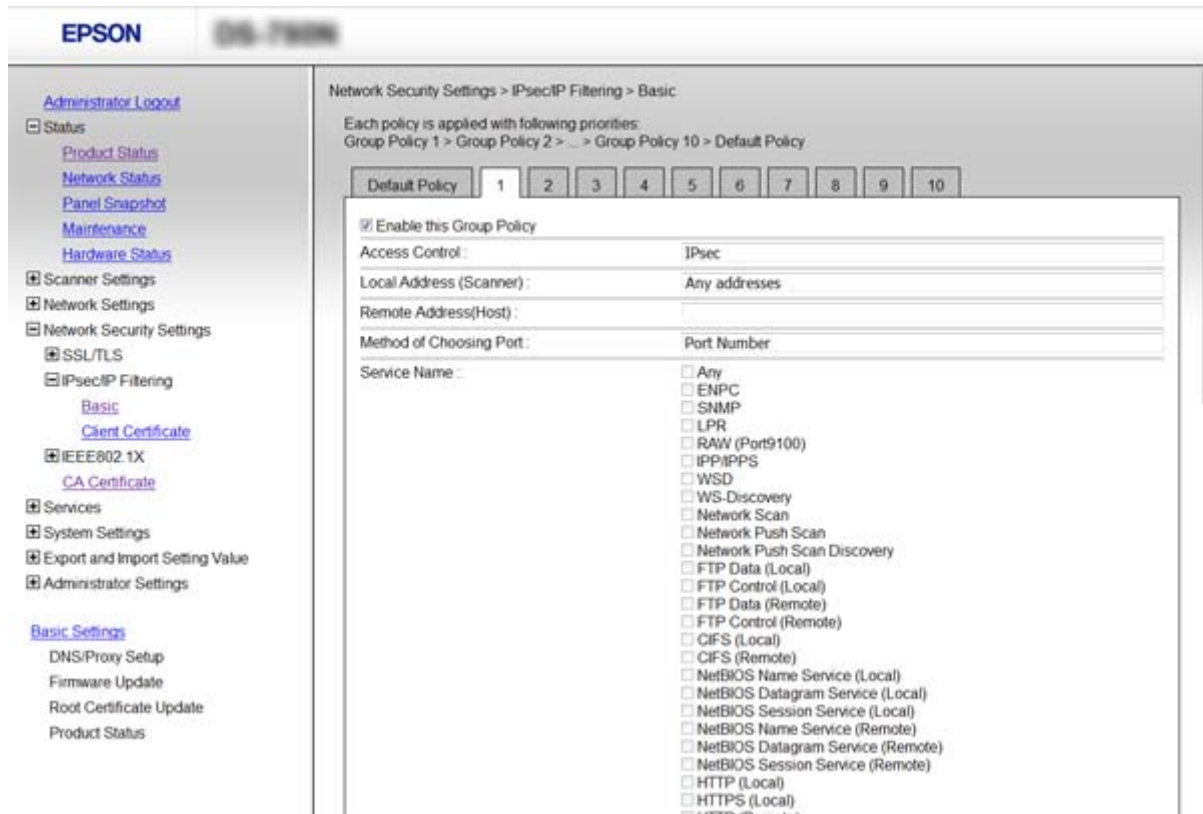 EPSON
Administrator Logout
Status
Product Status
Network Status
Panel Snapshot
Maintenance
Hardware Status
Scanner Settings
Network Settings
Network Security Settings
SSL/TLS
IPsec/IP Filtering
Basic
Client Certificate
IEEE802.1X
CA Certificate
Services
System Settings
Export and Import Setting Value
Administrator Settings
Basic Settings
DNS/Proxy Setup
Firmware Update
Root Certificate Update
Product Status
Network Security Settings > IPsec/IP Filtering > Basic
Each policy is applied with following priorities:
Group Policy 1 > Group Policy 2 > ... > Group Policy 10 > Default Policy
Default Policy 1 2 3 4 5 6 7 8 9 10
Enable this Group Policy
Access Control : IPsec
Local Address (Scanner) : Any addresses
Remote Address(Host) :
Method of Choosing Port : Port Number
Service Name : Any
ENPC
SNMP
LPR
RAW (Port9100)
IPP/IPPS
WSD
WS-Discovery
Network Scan
Network Push Scan
Network Push Scan Discovery
FTP Data (Local)
FTP Control (Local)
FTP Data (Remote)
FTP Control (Remote)
CIFS (Local)
CIFS (Remote)
NetBIOS Name Service (Local)
NetBIOS Datagram Service (Local)
NetBIOS Session Service (Local)
NetBIOS Name Service (Remote)
NetBIOS Datagram Service (Remote)
NetBIOS Session Service (Remote)
HTTP (Local)
HTTPS (Local)